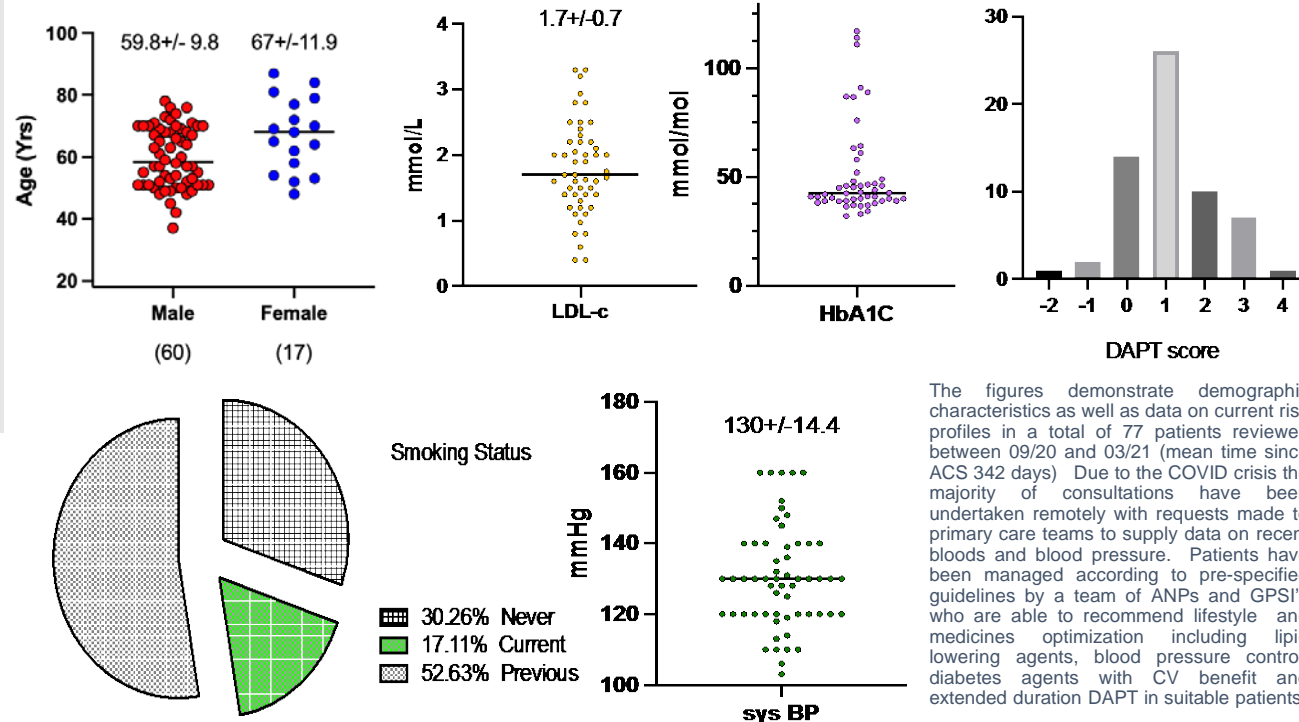 100
80
60
40
20
Age (Yrs)
59.8+/- 9.8 67+/-11.9
Male Female
(60) (17)
1.7+/-0.7
4
3
2
1
0
mmol/L
LDL-c
100
50
0
mmol/mol
HbA1C
30
20
10
0
-2 -1 0 1 2 3 4
DAPT score
Smoking Status
30.26% Never
17.11% Current
52.63% Previous
180
160
140
120
100
mmHg
130+/-14.4
sys BP
The figures demonstrate demographi
characteristics as well as data on current ris
profiles in a total of 77 patients reviewe
between 09/20 and 03/21 (mean time sinc
ACS 342 days) Due to the COVID crisis th
majority of consultations have bee
undertaken remotely with requests made t
primary care teams to supply data on recen
bloods and blood pressure. Patients hav
been managed according to pre-specifie
guidelines by a team of ANPs and GPSI'
who are able to recommend lifestyle an
medicines optimization including lipi
lowering agents, blood pressure contro
diabetes agents with CV benefit an
extended duration DAPT in suitable patients